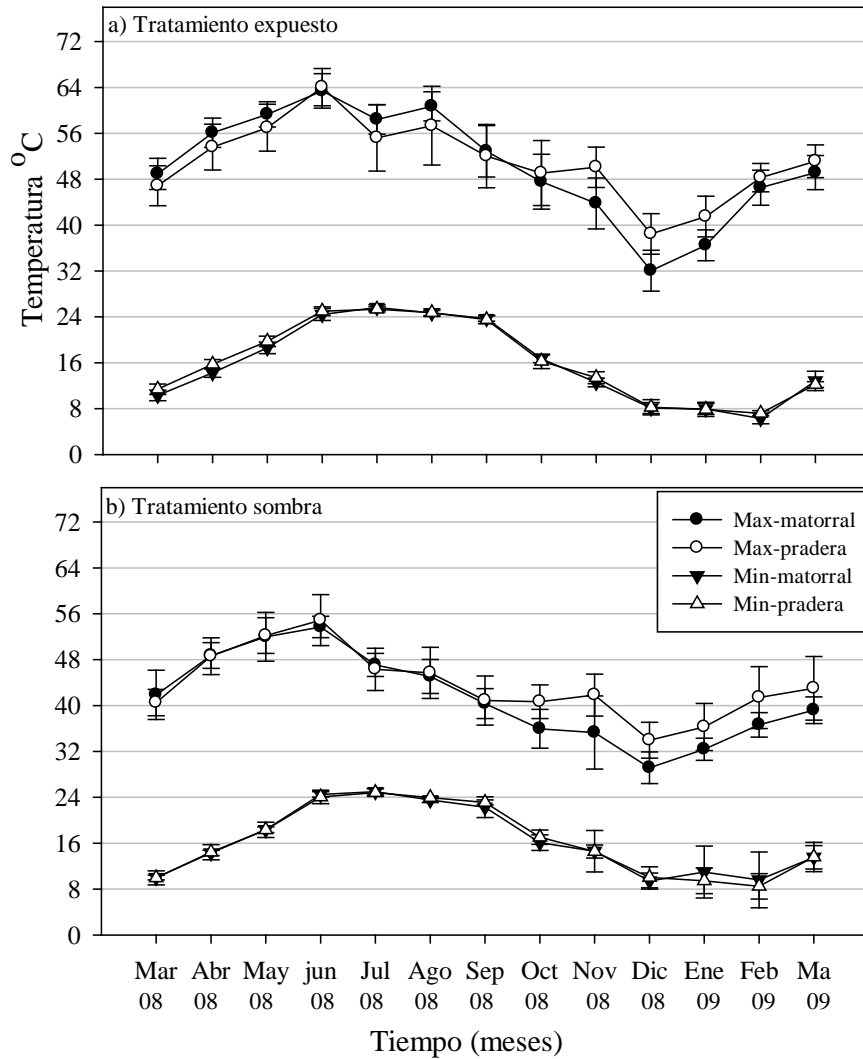 a) Tratamiento expuesto
72
64
56
48
40
32
24
16
8
0
Temperatura °C
b) Tratamiento sombra
Max-matorral
Max-pradera
Min-matorral
Min-pradera
72
64
56
48
40
32
24
16
8
0
Mar Abr May jun Jul Ago Sep Oct Nov Dic Ene Feb Ma
08 08 08 08 08 08 08 08 08 08 09 09 09
Tiempo (meses)